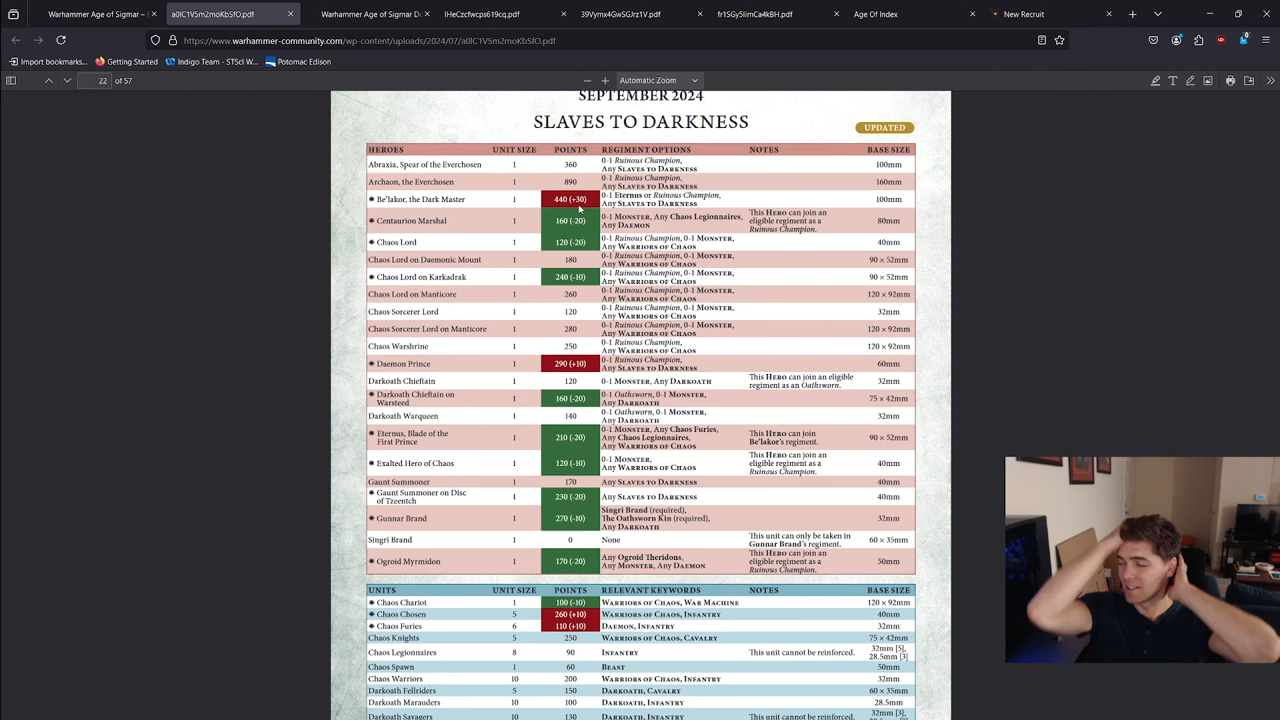 Warhammer Age of Sigmar –
a0lC1V5m2moKbSfO.pdf
Warhammer Age of Sigmar: D
lHeCzcfwcps619cq.pdf
39Yymx4GwsTJvudi.pdf
fr1SGySlimCa4kBH.pdf
Age Of Index
New Recruit
https://www.warhammer-community.com/wp-content/uploads/2024/07/a0lC1V5m2moKbSfO.pdf
Import bookmarks... Getting Started Indigo Team - STScI W... Potomac Edison
22 of 57 Automatic Zoom
SEPTEMBER 2024
SLAVES TO DARKNESS
UPDATED
HEROES UNIT SIZE POINTS REGIMENT OPTIONS NOTES BASE SIZE
Abraxia, Spear of the Everchosen 1 360 0-1 Ruinous Champion, Any SLAVES TO DARKNESS 100mm
Archaon, the Everchosen 1 890 0-1 Ruinous Champion, Any SLAVES TO DARKNESS 160mm
✹ Be'lakor, the Dark Master 1 440 (+30) 0-1 Eternus or Ruinous Champion, Any SLAVES TO DARKNESS 100mm
✹ Centaurion Marshal 1 160 (-20) 0-1 MONSTER, Any Chaos Legionnaires, Any DAEMON This HERO can join an eligible regiment as a Ruinous Champion. 80mm
✹ Chaos Lord 1 120 (-20) 0-1 Ruinous Champion, 0-1 MONSTER, Any WARRIORS OF CHAOS 40mm
Chaos Lord on Daemonic Mount 1 180 0-1 Ruinous Champion, 0-1 MONSTER, Any WARRIORS OF CHAOS 90 × 52mm
✹ Chaos Lord on Karkadrak 1 240 (-10) 0-1 Ruinous Champion, 0-1 MONSTER, Any WARRIORS OF CHAOS 90 × 52mm
Chaos Lord on Manticore 1 260 0-1 Ruinous Champion, 0-1 MONSTER, Any WARRIORS OF CHAOS 120 × 92mm
Chaos Sorcerer Lord 1 120 0-1 Ruinous Champion, Any WARRIORS OF CHAOS 32mm
Chaos Sorcerer Lord on Manticore 1 280 0-1 Ruinous Champion, 0-1 MONSTER, Any WARRIORS OF CHAOS 120 × 92mm
Chaos Warshrine 1 250 0-1 Ruinous Champion, Any WARRIORS OF CHAOS 120 × 92mm
✹ Daemon Prince 1 290 (+10) 0-1 Ruinous Champion, Any SLAVES TO DARKNESS 60mm
Darkoath Chieftain 1 120 0-1 MONSTER, Any DARKOATH This HERO can join an eligible regiment as an Oathsworn. 32mm
✹ Darkoath Chieftain on Warsteed 1 160 (-20) 0-1 Oathsworn, 0-1 MONSTER, Any DARKOATH 75 × 42mm
Darkoath Warqueen 1 140 0-1 Oathsworn, 0-1 MONSTER, Any DARKOATH 32mm
✹ Eternus, Blade of the First Prince 1 210 (-20) 0-1 MONSTER, Any Chaos Furies, Any Chaos Legionnaires, Any WARRIORS OF CHAOS This HERO can join Be'lakor's regiment. 90 × 52mm
✹ Exalted Hero of Chaos 1 120 (-10) 0-1 MONSTER, Any WARRIORS OF CHAOS This HERO can join an eligible regiment as a Ruinous Champion. 40mm
Gaunt Summoner 1 170 Any SLAVES TO DARKNESS 40mm
✹ Gaunt Summoner on Disc of Tzeentch 1 230 (-20) Any SLAVES TO DARKNESS 40mm
✹ Gunnar Brand 1 270 (-10) Singri Brand (required), The Oathsworn Kin (required), Any DARKOATH 32mm
Singri Brand 1 0 None This unit can only be taken in Gunnar Brand's regiment. 60 × 35mm
✹ Ogroid Myrmidon 1 170 (-20) Any Ogroid Theridons, Any MONSTER, Any DAEMON This HERO can join an eligible regiment as a Ruinous Champion. 50mm
UNITS UNIT SIZE POINTS RELEVANT KEYWORDS NOTES BASE SIZE
✹ Chaos Chariot 1 100 (-10) WARRIORS OF CHAOS, WAR MACHINE 120 × 92mm
✹ Chaos Chosen 5 260 (+10) WARRIORS OF CHAOS, INFANTRY 40mm
✹ Chaos Furies 6 110 (+10) DAEMON, INFANTRY 32mm
Chaos Knights 5 250 WARRIORS OF CHAOS, CAVALRY 75 × 42mm
Chaos Legionnaires 8 90 INFANTRY This unit cannot be reinforced. 32mm [5], 28.5mm [3]
Chaos Spawn 1 60 BEAST 50mm
Chaos Warriors 10 200 WARRIORS OF CHAOS, INFANTRY 32mm
Darkoath Fellriders 5 150 DARKOATH, CAVALRY 60 × 35mm
Darkoath Marauders 10 100 DARKOATH, INFANTRY 28.5mm
Darkoath Savagers 10 130 DARKOATH, INFANTRY 32mm [3],